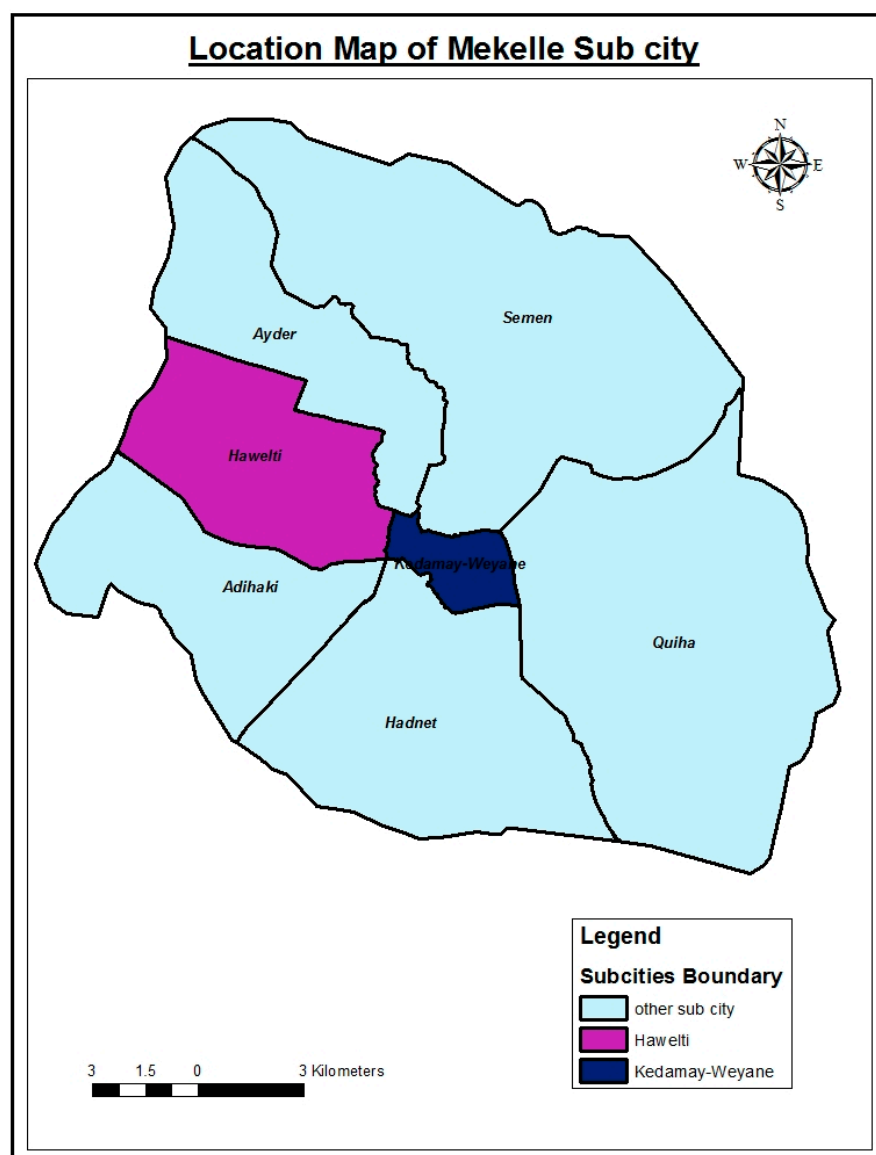 Location Map of Mekelle Sub city
N
W E
S
Semen
Ayder
Hawelti
Kedamay-Weyane
Adihaki
Quiha
Hadnet
Legend
Subcities Boundary
other sub city
Hawelti
Kedamay-Weyane
3 1.5 0 3 Kilometers